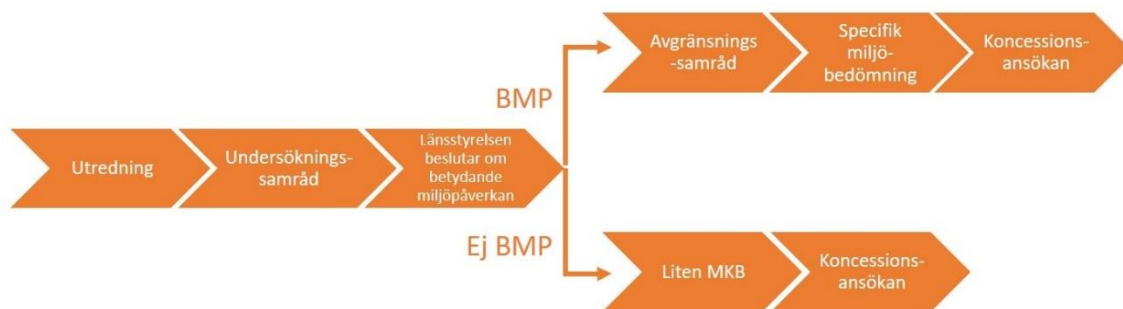 Utredning
Undersöknings-
samråd
Länsstyrelsen
beslutar om
betydande
miljöpåverkan
BMP
Avgränsnings
-samråd
Specifik
miljö-
bedömning
Koncessions-
ansökan
Ej BMP
Liten MKB
Koncessions-
ansökan